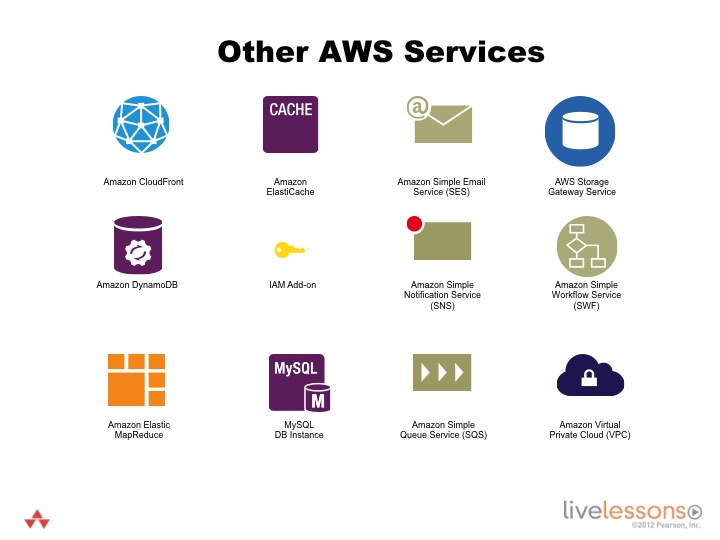 Other AWS Services
CACHE
@
Amazon CloudFront
Amazon
ElastiCache
Amazon Simple Email
Service (SES)
AWS Storage
Gateway Service
Amazon DynamoDB
IAM Add-on
Amazon Simple
Notification Service
(SNS)
Amazon Simple
Workflow Service
(SWF)
MySQL
M
Amazon Elastic
MapReduce
MySQL
DB Instance
Amazon Simple
Queue Service (SQS)
Amazon Virtual
Private Cloud (VPC)
livelessons
©2012 Pearson, Inc.